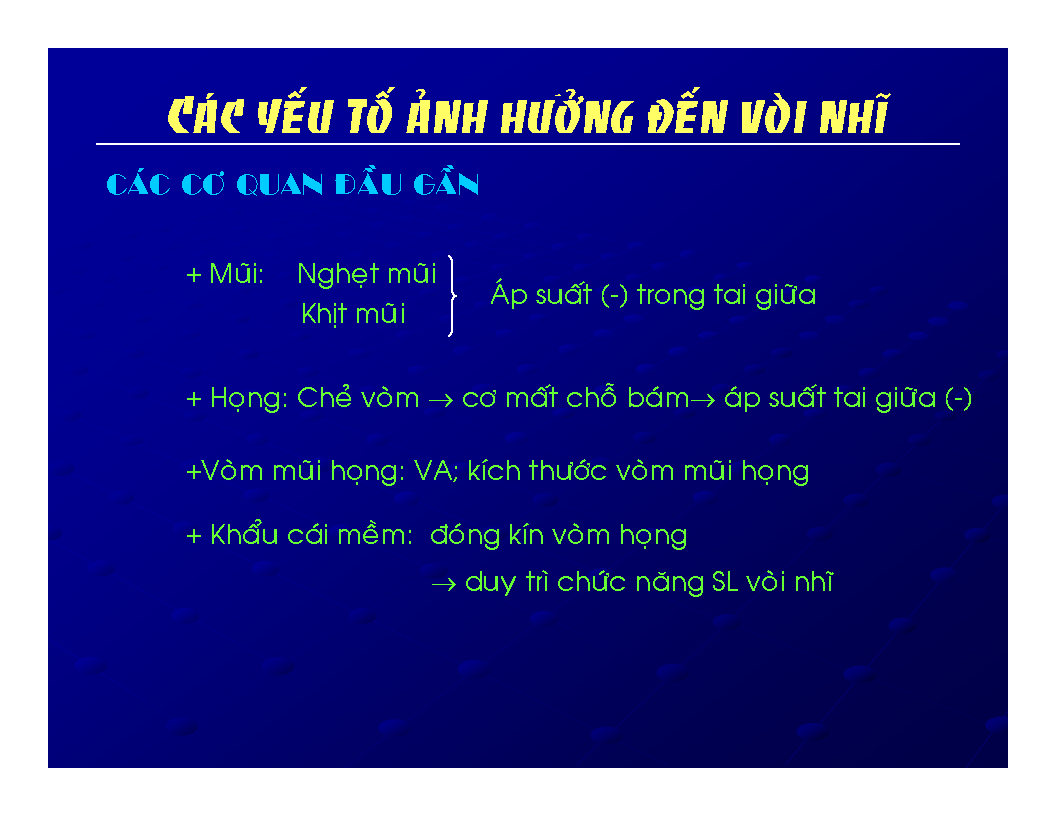 CÁC YẾU TỐ ẢNH HƯỞNG ĐẾN VÒI NHĨ
CÁC CƠ QUAN ĐẦU GẦN
+ Mũi: Nghẹt mũi
Khịt mũi
Áp suất (-) trong tai giữa
+ Họng: Chẻ vòm → cơ mất chỗ bám→ áp suất tai giữa (-)
+Vòm mũi họng: VA; kích thước vòm mũi họng
+ Khẩu cái mềm: đóng kín vòm họng
→ duy trì chức năng SL vòi nhĩ